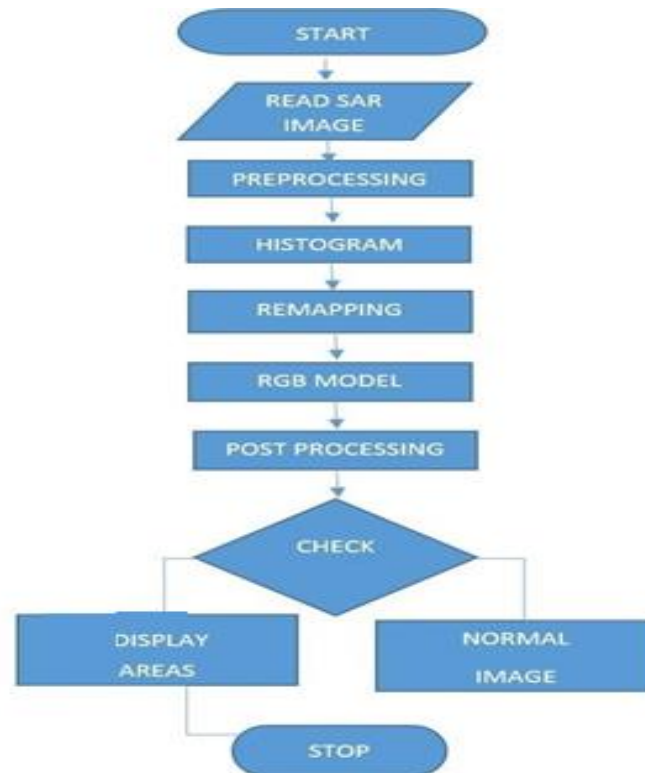 START
READ SAR
IMAGE
PREPROCESSING
HISTOGRAM
REMAPPING
RGB MODEL
POST PROCESSING
CHECK
DISPLAY
AREAS
NORMAL
IMAGE
STOP